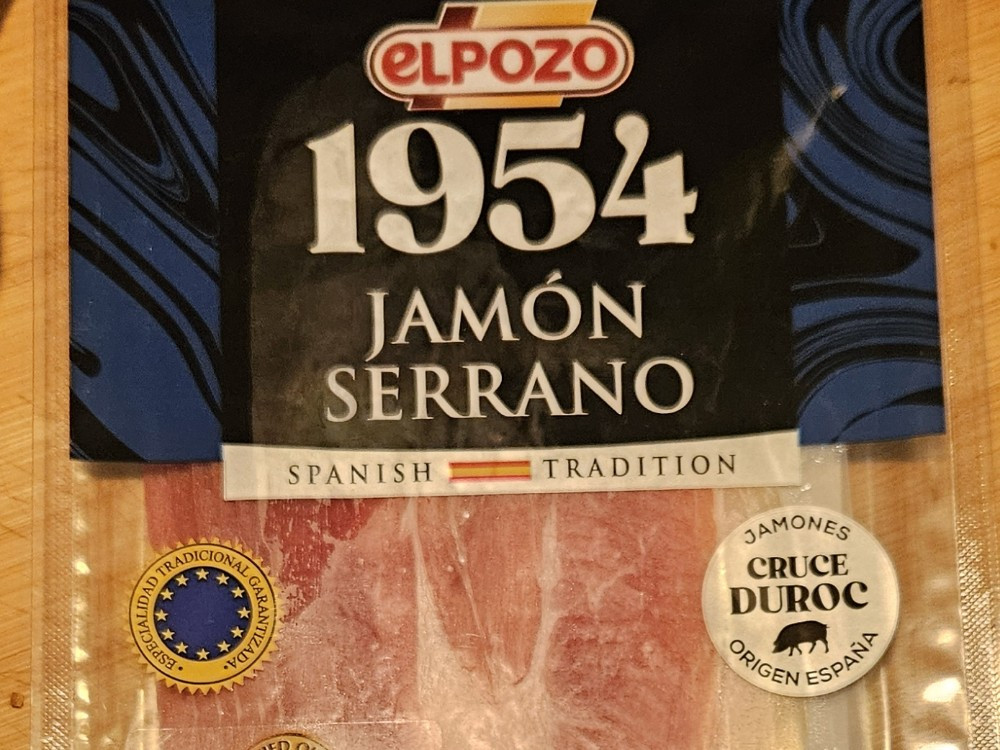 ELPOZO
1954
JAMÓN
SERRANO
SPANISH TRADITION
ESPECIALIDAD TRADICIONAL GARANTIZADA
JAMONES
CRUCE
DUROC
ORIGEN ESPAÑA